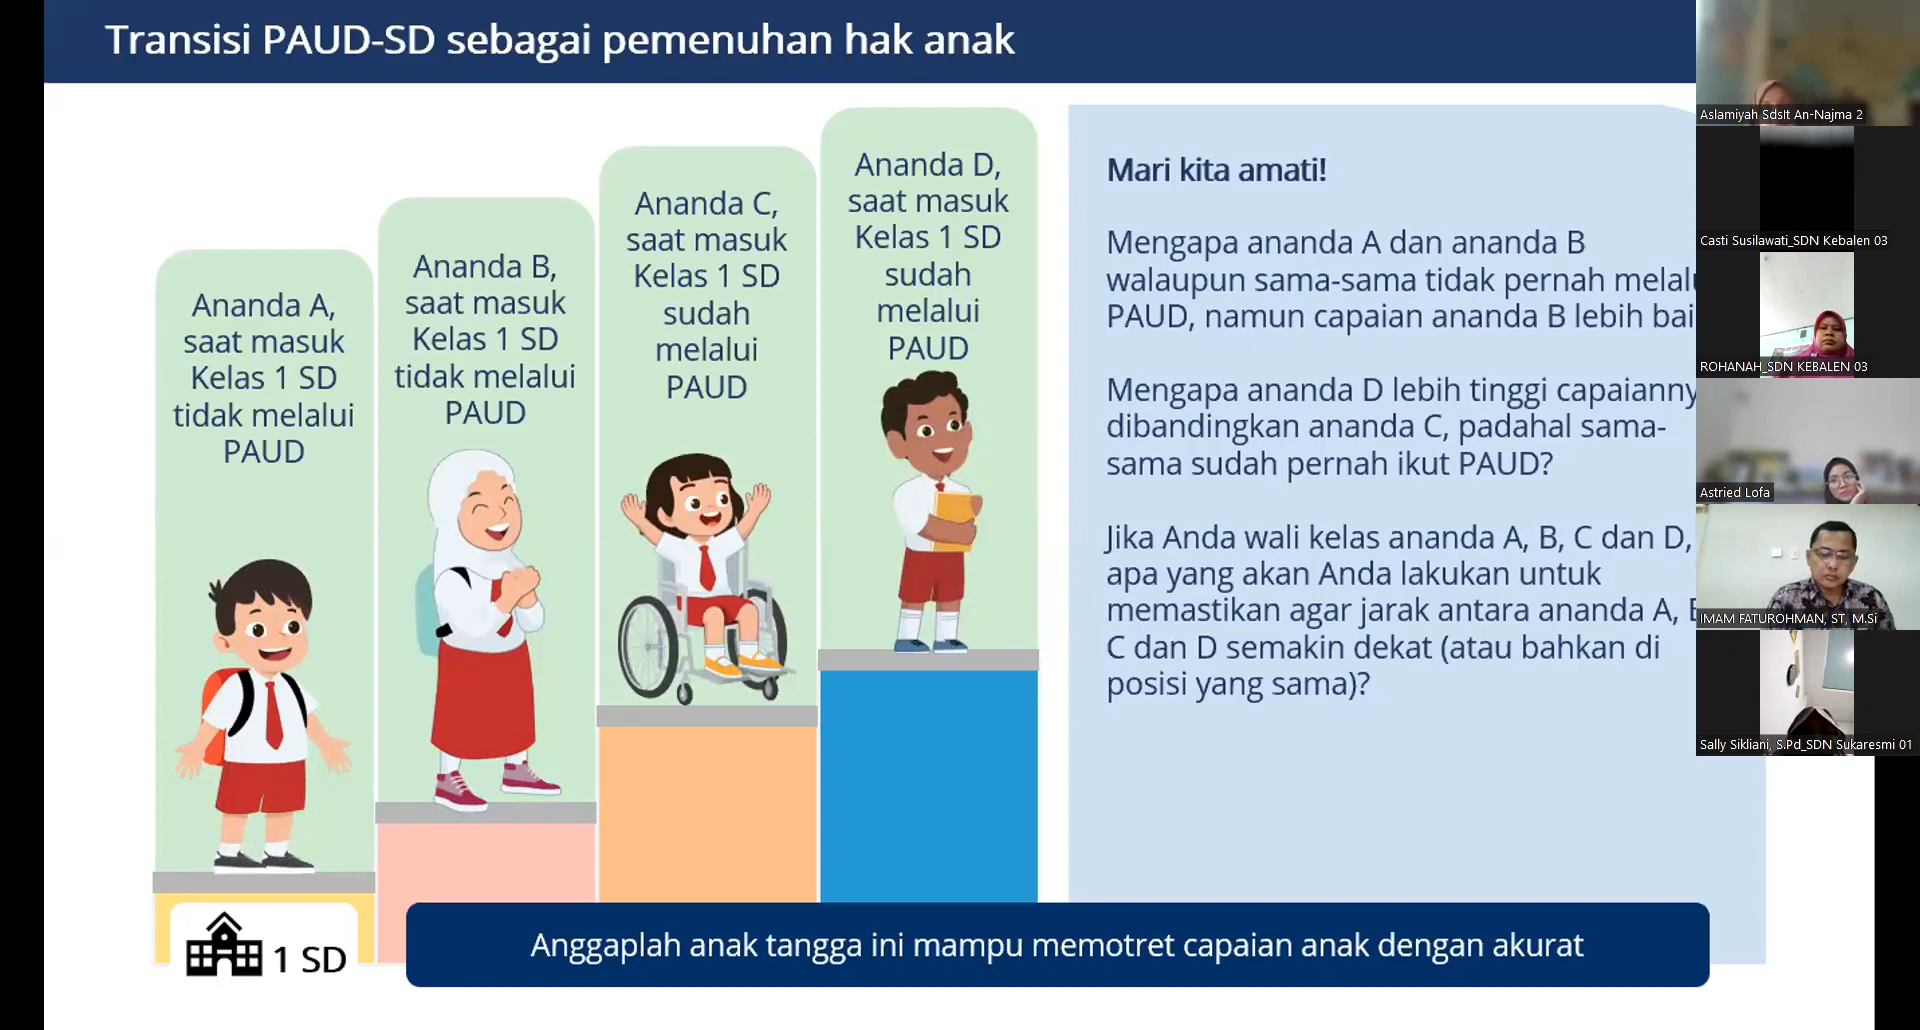 Transisi PAUD-SD sebagai pemenuhan hak anak
Ananda A,
saat masuk
Kelas 1 SD
tidak melalui
PAUD
Ananda B,
saat masuk
Kelas 1 SD
tidak melalui
PAUD
Ananda C,
saat masuk
Kelas 1 SD
sudah
melalui
PAUD
Ananda D,
saat masuk
Kelas 1 SD
sudah
melalui
PAUD
Mari kita amati!
Mengapa ananda A dan ananda B
walaupun sama-sama tidak pernah
PAUD, namun capaian ananda B lebih
Mengapa ananda D lebih tinggi
dibandingkan ananda C, padahal sama-
sama sudah pernah ikut PAUD?
Jika Anda wali kelas ananda A, B, C dan D,
apa yang akan Anda lakukan untuk
memastikan agar jarak antara ananda A,
C dan D semakin dekat (atau bahkan di
posisi yang sama)?
1 SD
Anggaplah anak tangga ini mampu memotret capaian anak dengan akurat
Aslamiyah SdsIt An-Najma 2
Casti Susilawati_SDN Kebalen 03
ROHANAH_SDN KEBALEN 03
Astried Lofa
IMAM FATUROHMAN, ST, M.Si
Sally Sikliani, S.Pd_SDN Sukaresmi 01